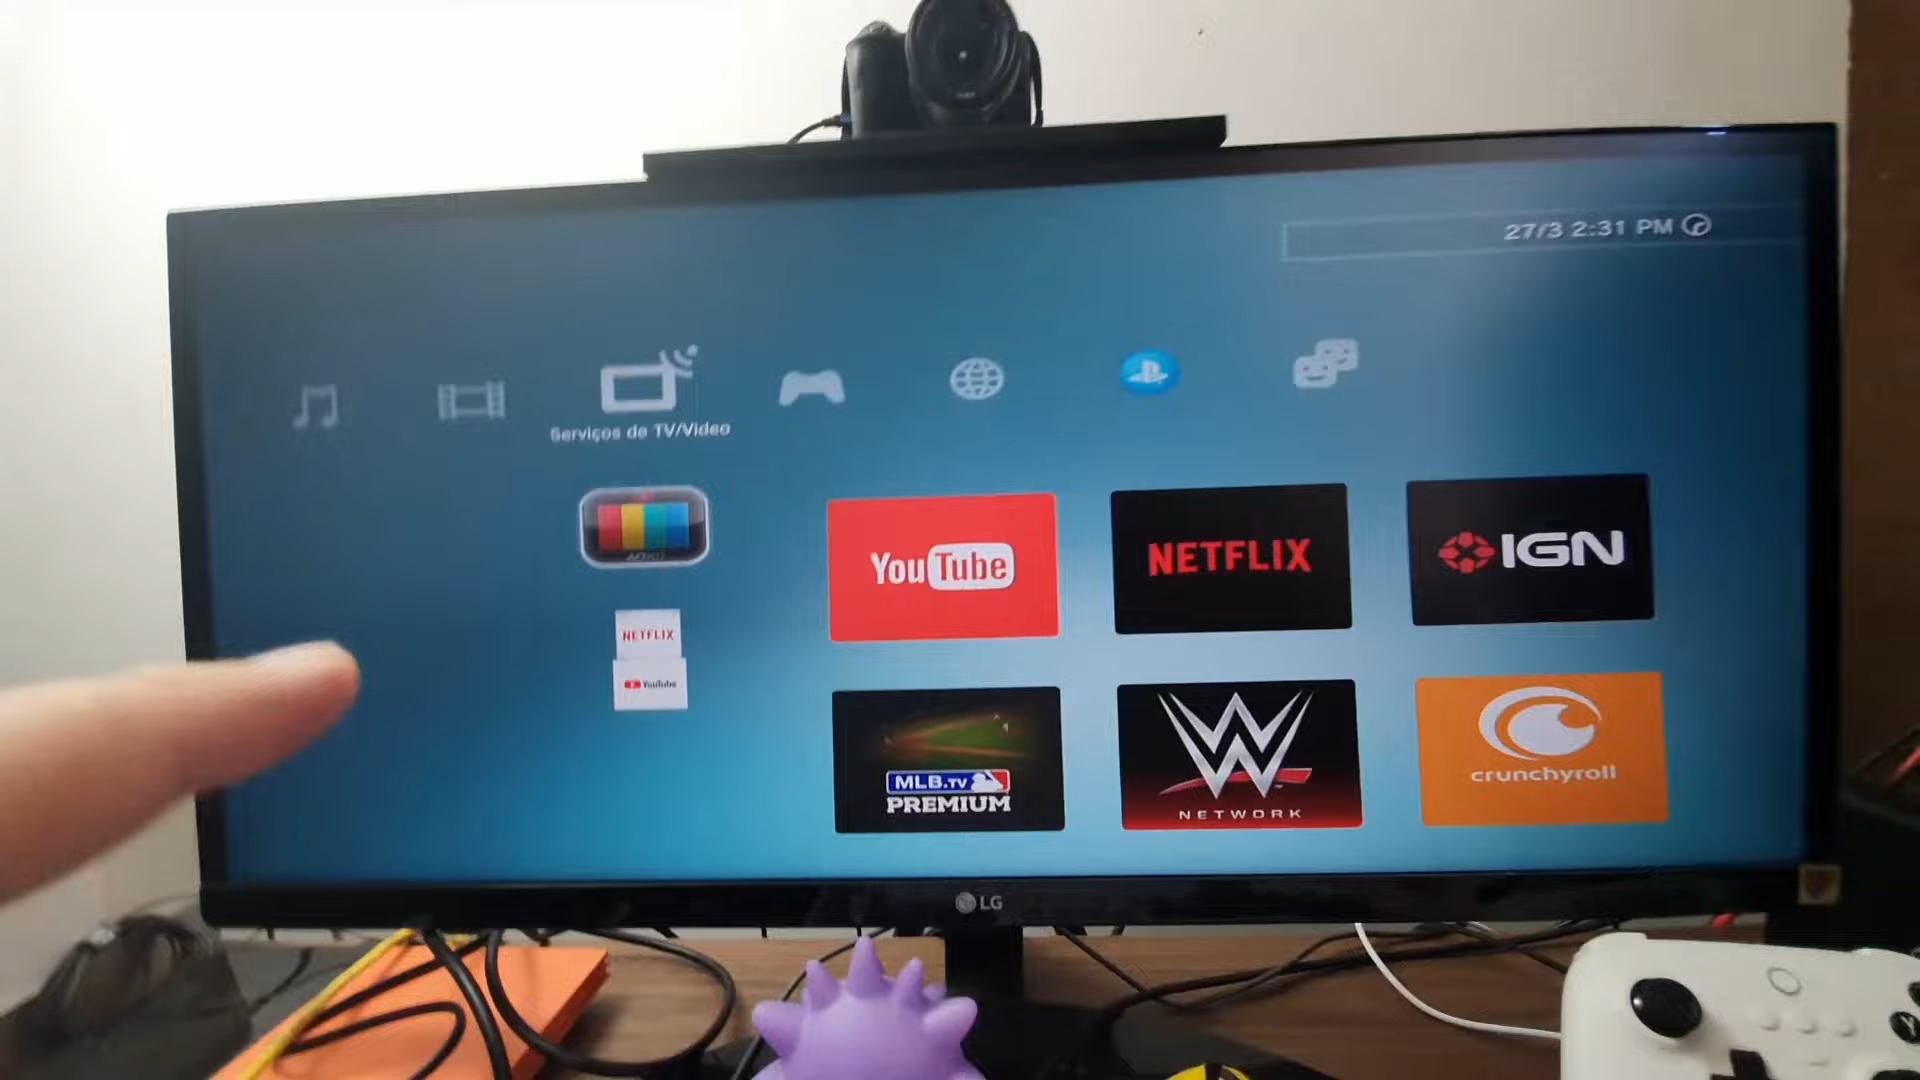 27/3 2:31 PM
Serviços de TV/Video
YouTube
NETFLIX
IGN
NETFLIX
YouTube
MLB.TV
PREMIUM
W
NETWORK
crunchyroll
LG
Y